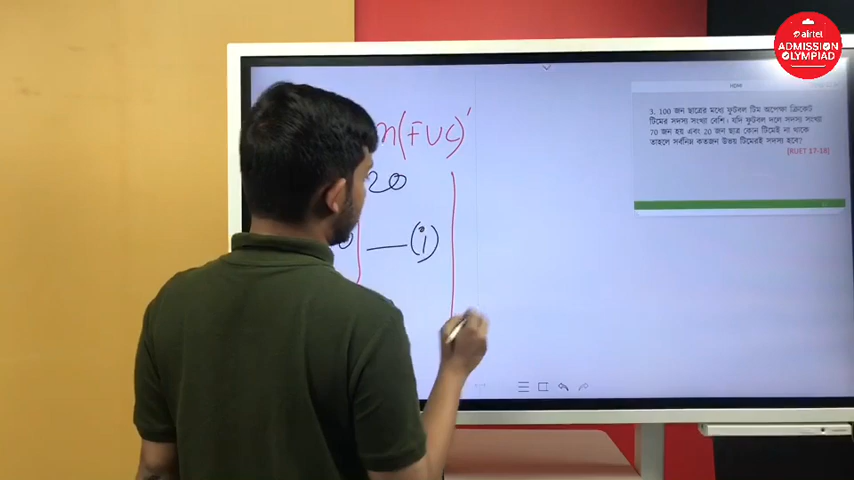 airtel
ADMISSION
OLYMPIAD
n(FUC)'
20
(i)
3. 100 জন ছাত্রের মধ্যে ফুটবল টিম অপেক্ষা ক্রিকেট
টিমের সদস্য সংখ্যা বেশি। যদি ফুটবল দলে সদস্য সংখ্যা
70 জন হয় এবং 20 জন ছাত্র কোন টিমেই না থাকে
তাহলে সর্বনিম্ন কতজন উভয় টিমেরই সদস্য হবে?
[RUET 17-18]